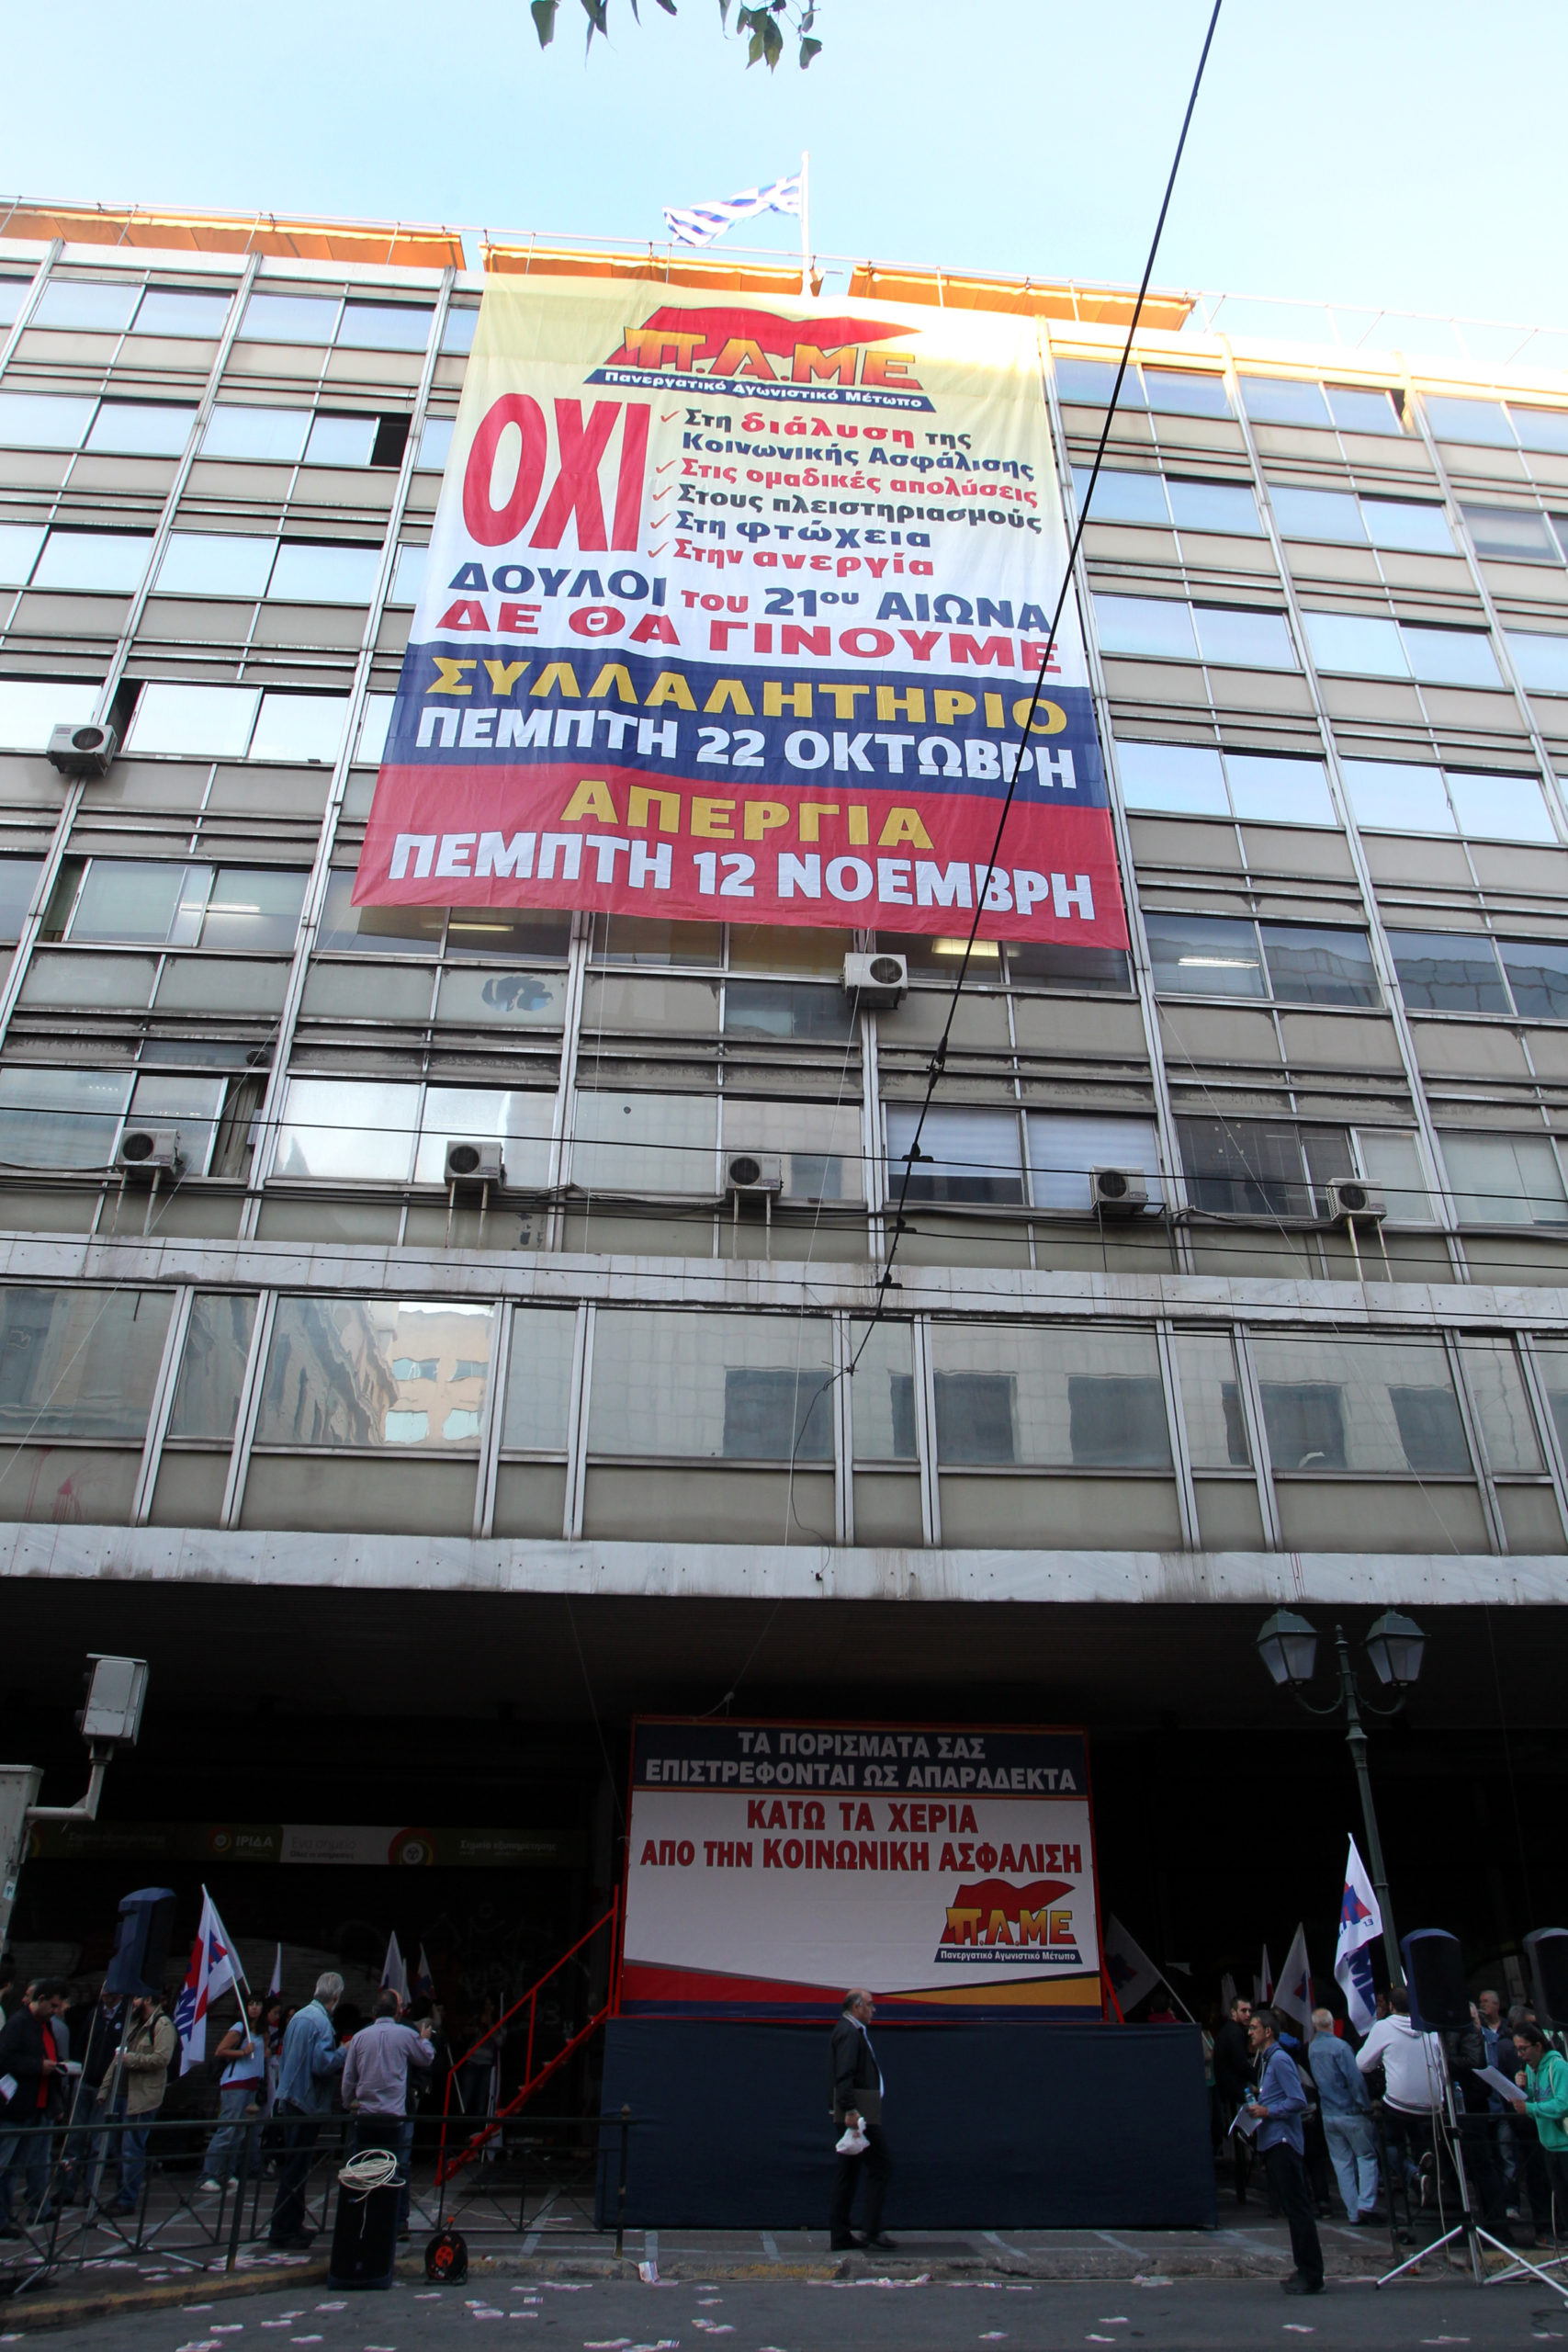 Π.Α.ΜΕ
Πανεργατικό Αγωνιστικό Μέτωπο
ΟΧΙ
Στη διάλυση της
Κοινωνικής Ασφάλισης
Στις ομαδικές απολύσεις
Στους πλειστηριασμούς
Στη φτώχεια
Στην ανεργία
ΔΟΥΛΟΙ του 21ου ΑΙΩΝΑ
ΔΕ ΘΑ ΓΙΝΟΥΜΕ
ΣΥΛΛΑΛΗΤΗΡΙΟ
ΠΕΜΠΤΗ 22 ΟΚΤΩΒΡΗ
ΑΠΕΡΓΙΑ
ΠΕΜΠΤΗ 12 ΝΟΕΜΒΡΗ
ΤΑ ΠΟΡΙΣΜΑΤΑ ΣΑΣ
ΕΠΙΣΤΡΕΦΟΝΤΑΙ ΩΣ ΑΠΑΡΑΔΕΚΤΑ
ΚΑΤΩ ΤΑ ΧΕΡΙΑ
ΑΠΟ ΤΗΝ ΚΟΙΝΩΝΙΚΗ ΑΣΦΑΛΙΣΗ
Π.Α.ΜΕ
Πανεργατικό Αγωνιστικό Μέτωπο
ΙΡΙΔΑ